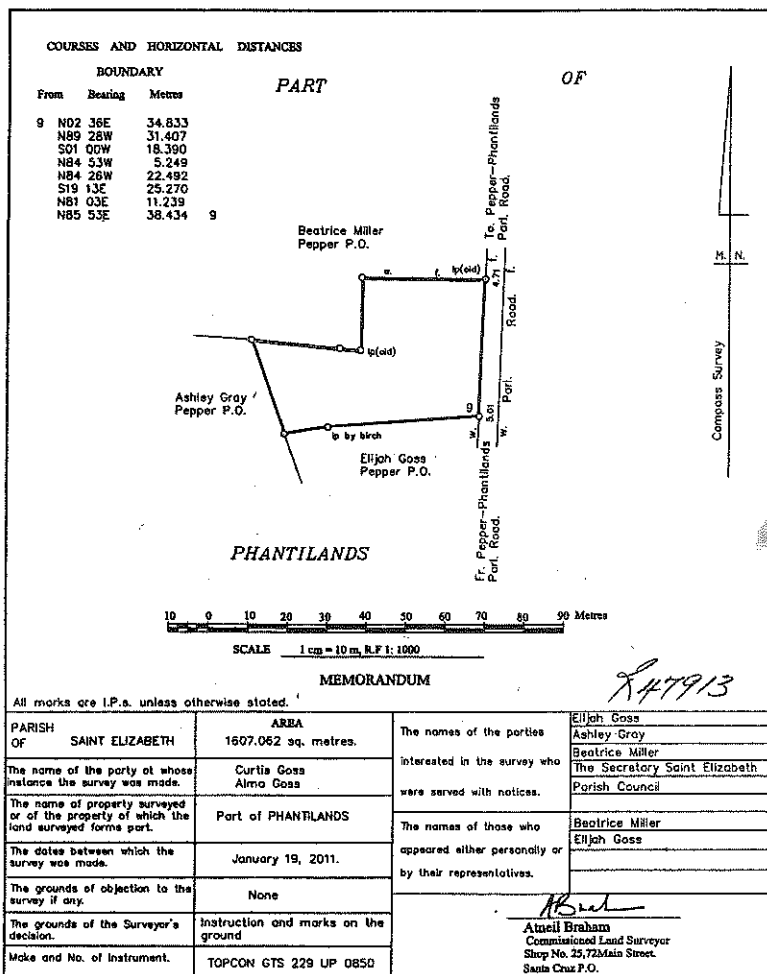 COURSES AND HORIZONTAL DISTANCES
BOUNDARY
From Bearing Metres
9 N02 36E 34.833
N89 28W 31.407
S01 00W 18.390
N84 53W 5.249
N84 26W 22.492
S19 13E 25.270
N81 03E 11.239
N85 53E 38.434 9
PART OF
To. Pepper-Phantilands
Parl. Road.
Beatrice Miller
Pepper P.O.
w. f. Ip(old)
4.71 f. f.
Road.
M. N.
Ip(old)
Parl.
Compass Survey
Ashley Gray
Pepper P.O.
9
5.01
w. w.
Ip by birch
Elijah Goss
Pepper P.O.
Fr. Pepper-Phantilands
Parl. Road.
PHANTILANDS
10 0 10 20 30 40 50 60 70 80 90 Metres
SCALE 1 cm = 10 m, R.F 1: 1000
MEMORANDUM
All marks are I.P.s. unless otherwise stated.
PARISH
OF SAINT ELIZABETH
AREA
1607.062 sq. metres.
The name of the party at whose
instance the survey was made.
Curtis Goss
Alma Goss
The name of property surveyed
or of the property of which the
land surveyed forms part.
Part of PHANTILANDS
The dates between which the
survey was made.
January 19, 2011.
The grounds of objection to the
survey if any.
None
The grounds of the Surveyor's
decision.
Instruction and marks on the
ground
Make and No. of Instrument.
TOPCON GTS 229 UP 0850
The names of the parties
interested in the survey who
were served with notices.
Elijah Goss
Ashley Gray
Beatrice Miller
The Secretary Saint Elizabeth
Parish Council
The names of those who
appeared either personally or
by their representatives.
Beatrice Miller
Elijah Goss
Atneil Braham
Commissioned Land Surveyor
Shop No. 25,72Main Street.
Santa Cruz P.O.